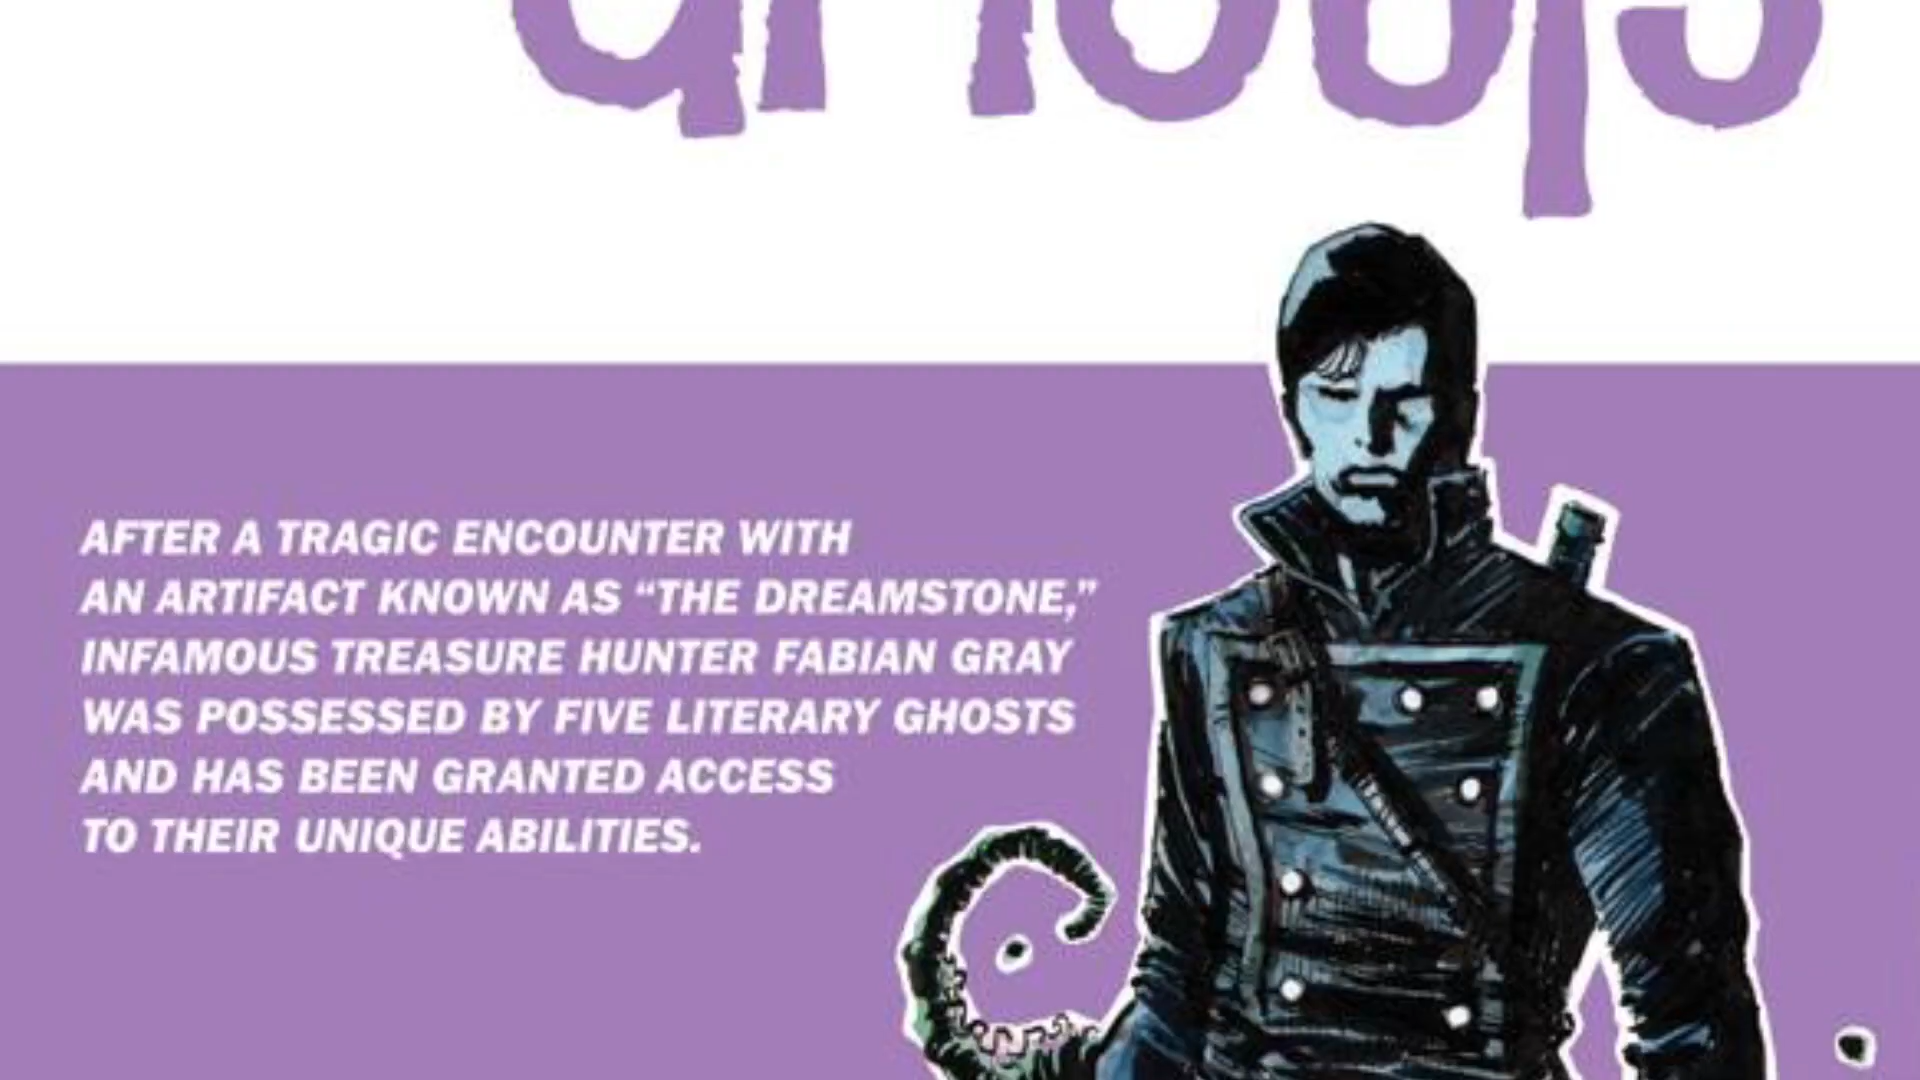 AFTER A TRAGIC ENCOUNTER WITH
AN ARTIFACT KNOWN AS “THE DREAMSTONE,”
INFAMOUS TREASURE HUNTER FABIAN GRAY
WAS POSSESSED BY FIVE LITERARY GHOSTS
AND HAS BEEN GRANTED ACCESS
TO THEIR UNIQUE ABILITIES.